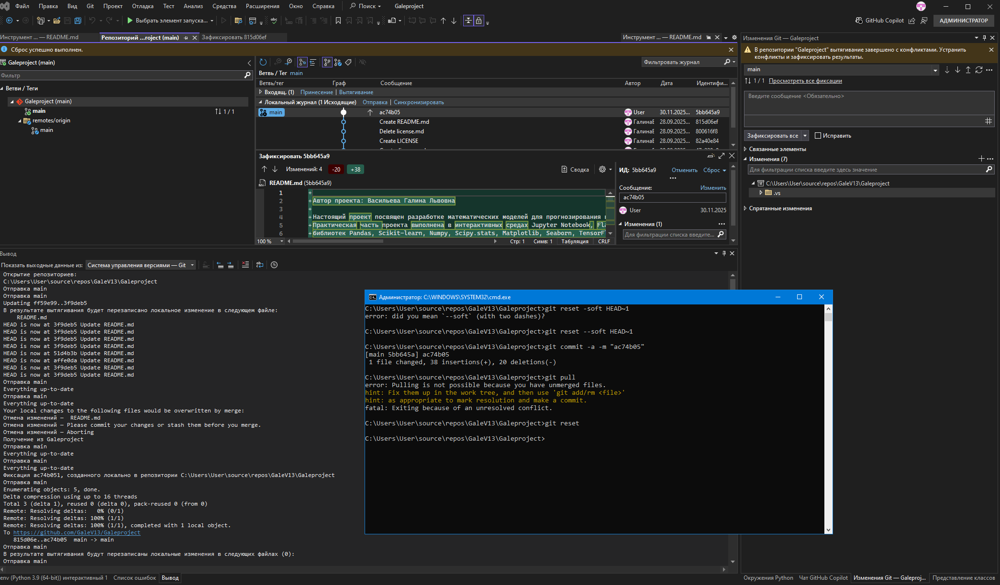 Файл Правка Вид Git Проект Отладка Тест Анализ Средства Расширения Окно Справка Поиск Galeproject
Выбрать элемент запуска... GitHub Copilot АДМИНИСТРАТОР
Инструмент ... — README.md Репозиторий ...roject (main) Зафиксировать 815d06ef Инструмент ... — README.md
Сброс успешно выполнен.
Galeproject (main)
Фильтр
Ветви / Теги
Galeproject (main)
main 1 / 1
remotes/origin
main
Фильтровать журнал
Ветвь / Тег main
Ветвь/тег Граф Сообщение Автор Дата Идентифи...
Входящ. (1) Принесение | Вытягивание
Локальный журнал (1 Исходящие) Отправка | Синхронизировать
main ac74b05 User 30.11.2025... 5bb645a9
Create README.md ГалинаВ 28.09.2025... 815d06ef
Delete license.md ГалинаВ 28.09.2025... 800616f8
Create LICENSE ГалинаВ 28.09.2025... 82a40e84
Зафиксировать 5bb645a9
Изменений: 4 -20 +38 Сводка
README.md (5bb645a9)
1 +
2 +Автор проекта: Васильева Галина Львовна
3 +
4 +Настоящий проект посвящен разработке математических моделей для прогнозирования
5 +Практическая часть проекта выполнена в интерактивных средах Jupyter Notebook, Fla
6 +библиотек Pandas, Scikit-learn, Numpy, Scipy.stats, Matplotlib, Seaborn, TensorF
100 % Стр: 1 Симв: 1 Табуляция CRLF
ИД: 5bb645a9 Отменить Сброс
Сообщение: Изменить
ac74b05
User 30.11.2025
Изменения (1)
Для фильтрации списка введите...
Изменения Git — Galeproject
В репозитории "Galeproject" вытягивание завершено с конфликтами. Устранить
конфликты и зафиксировать результаты.
main
1 / 1 Просмотреть все фиксации
Введите сообщение <Обязательно>
Зафиксировать все Исправить
Связанные элементы
Изменения (7)
Для фильтрации списка введите здесь значение
C:\Users\User\source\repos\GaleV13\Galeproject
.vs
Спрятанные изменения
Вывод
Показать выходные данные из: Система управления версиями — Git
Открытие репозиториев:
C:\Users\User\source\repos\GaleV13\Galeproject
Отправка main
Отправка main
Updating ff59e99..3f9deb5
В результате вытягивания будет перезаписано локальное изменение в следующем файле:
README.md
HEAD is now at 3f9deb5 Update README.md
HEAD is now at 3f9deb5 Update README.md
HEAD is now at 3f9deb5 Update README.md
HEAD is now at 3f9deb5 Update README.md
HEAD is now at 51d4b3b Update README.md
HEAD is now at affe0da Update README.md
HEAD is now at 3f9deb5 Update README.md
HEAD is now at 3f9deb5 Update README.md
Отправка main
Everything up-to-date
Отправка main
Everything up-to-date
Your local changes to the following files would be overwritten by merge:
Отмена изменений — README.md
Отмена изменений — Please commit your changes or stash them before you merge.
Отмена изменений — Aborting
Получение из Galeproject
Отправка main
Everything up-to-date
Отправка main
Everything up-to-date
Фиксация ac74b051, созданного локально в репозитории C:\Users\User\source\repos\GaleV13\Galeproject
Отправка main
Enumerating objects: 5, done.
Delta compression using up to 16 threads
Total 3 (delta 1), reused 0 (delta 0), pack-reused 0 (from 0)
Remote: Resolving deltas: 0% (0/1)
Remote: Resolving deltas: 100% (1/1)
Remote: Resolving deltas: 100% (1/1), completed with 1 local object.
To https://github.com/GaleV13/Galeproject
815d06e..ac74b05 main -> main
Отправка main
В результате вытягивания будут перезаписаны локальные изменения в следующих файлах (0):
Отправка main
Администратор: C:\WINDOWS\SYSTEM32\cmd.exe
C:\Users\User\source\repos\GaleV13\Galeproject>git reset -soft HEAD~1
error: did you mean `--soft` (with two dashes)?
C:\Users\User\source\repos\GaleV13\Galeproject>git reset --soft HEAD~1
C:\Users\User\source\repos\GaleV13\Galeproject>git commit -a -m "ac74b05"
[main 5bb645a] ac74b05
1 file changed, 38 insertions(+), 20 deletions(-)
C:\Users\User\source\repos\GaleV13\Galeproject>git pull
error: Pulling is not possible because you have unmerged files.
hint: Fix them up in the work tree, and then use 'git add/rm <file>'
hint: as appropriate to mark resolution and make a commit.
fatal: Exiting because of an unresolved conflict.
C:\Users\User\source\repos\GaleV13\Galeproject>git reset
C:\Users\User\source\repos\GaleV13\Galeproject>
env (Python 3.9 (64-bit)) интерактивный 1 Список ошибок Вывод
Окружения Python Чат GitHub Copilot Изменения Git — Galeproj... Представление классов